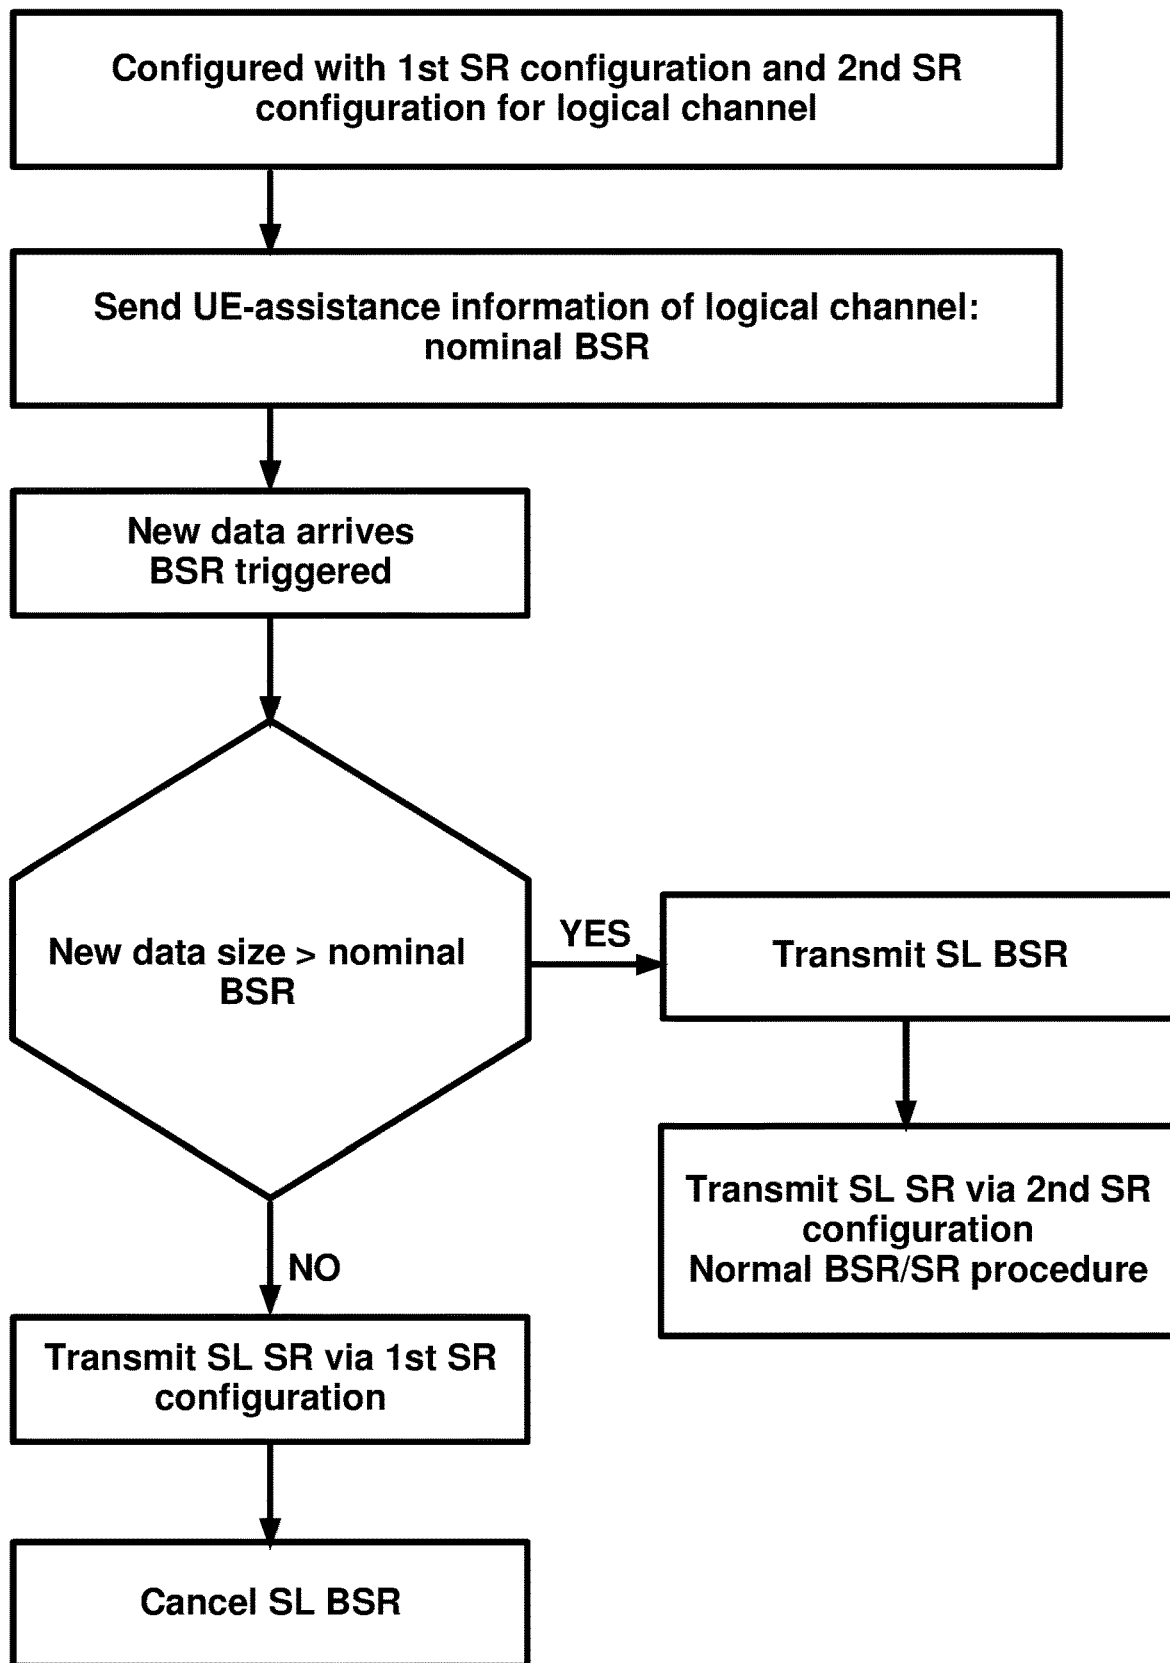 Configured with 1st SR configuration and 2nd SR
configuration for logical channel
Send UE-assistance information of logical channel:
nominal BSR
New data arrives
BSR triggered
New data size > nominal
BSR
YES
Transmit SL BSR
Transmit SL SR via 2nd SR
configuration
Normal BSR/SR procedure
NO
Transmit SL SR via 1st SR
configuration
Cancel SL BSR